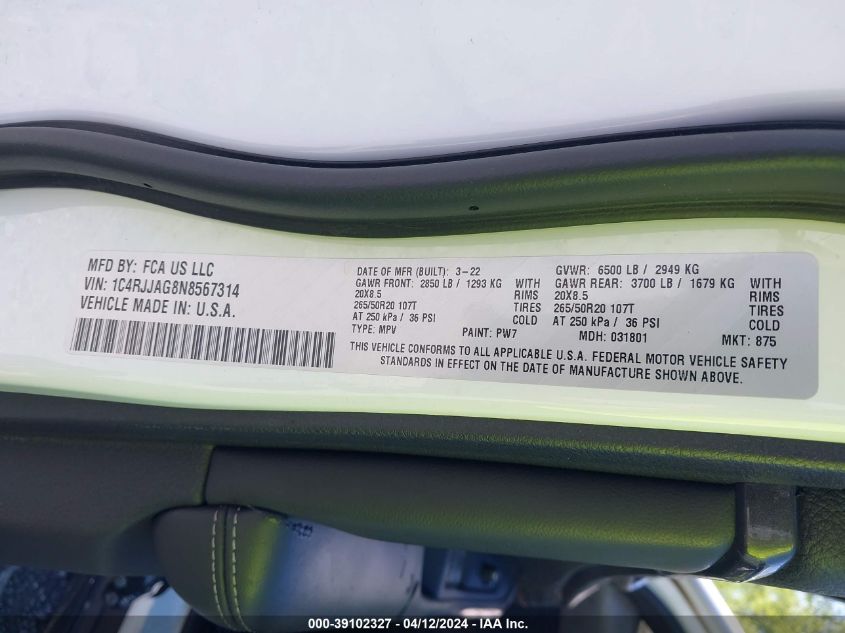 MFD BY: FCA US LLC
VIN: 1C4RJJAG8N8567314
VEHICLE MADE IN: U.S.A.
DATE OF MFR (BUILT): 3-22
GAWR FRONT: 2850 LB / 1293 KG WITH
20X8.5 RIMS
265/50R20 107T TIRES
AT 250 kPa / 36 PSI COLD
TYPE: MPV PAINT: PW7
GVWR: 6500 LB / 2949 KG
GAWR REAR: 3700 LB / 1679 KG WITH
20X8.5 RIMS
265/50R20 107T TIRES
AT 250 kPa / 36 PSI COLD
MDH: 031801 MKT: 875
THIS VEHICLE CONFORMS TO ALL APPLICABLE U.S.A. FEDERAL MOTOR VEHICLE SAFETY
STANDARDS IN EFFECT ON THE DATE OF MANUFACTURE SHOWN ABOVE.
000-39102327 - 04/12/2024 - IAA Inc.